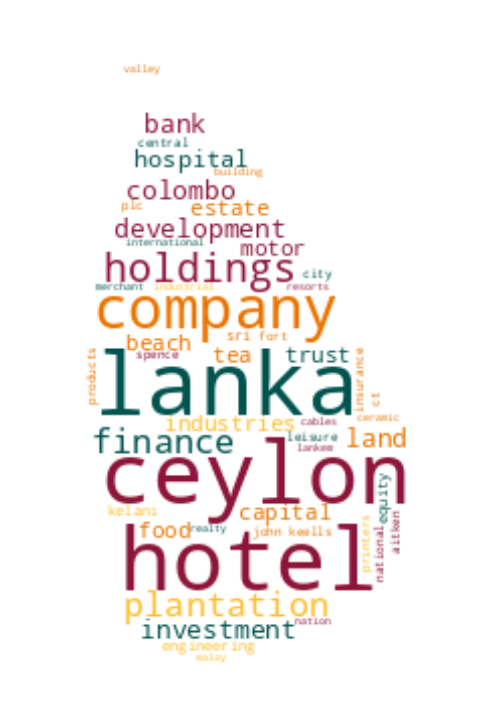 valley
bank
central
hospital
building
colombo
plc estate
development
international
motor
holdings city
merchant industrial resorts
company
sri fort
beach
spence tea trust
products
lanka
insurance
ct
ceramic
industries cables
finance leisure land
lankem
ceylon
equity
kelani capital
food realty john keells
printers
national
aitken
hotel
plantation
nation
investment
engineering
malay